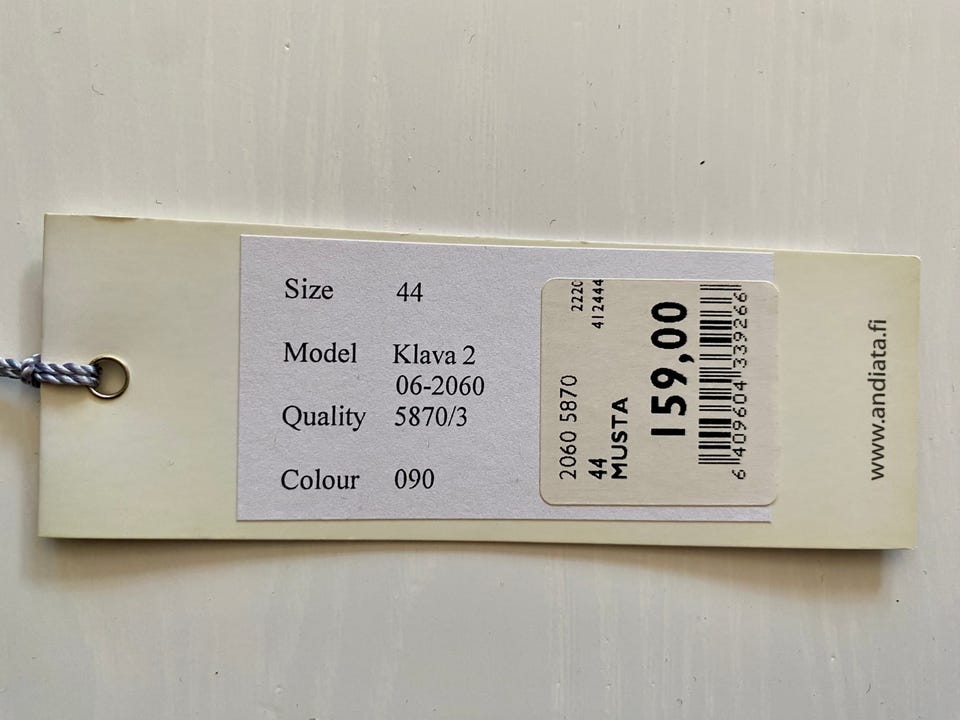 Size 44
Model Klava 2
06-2060
Quality 5870/3
Colour 090
2220
412444
2060 5870
44
MUSTA
159,00
6 409604 339266
www.andiata.fi